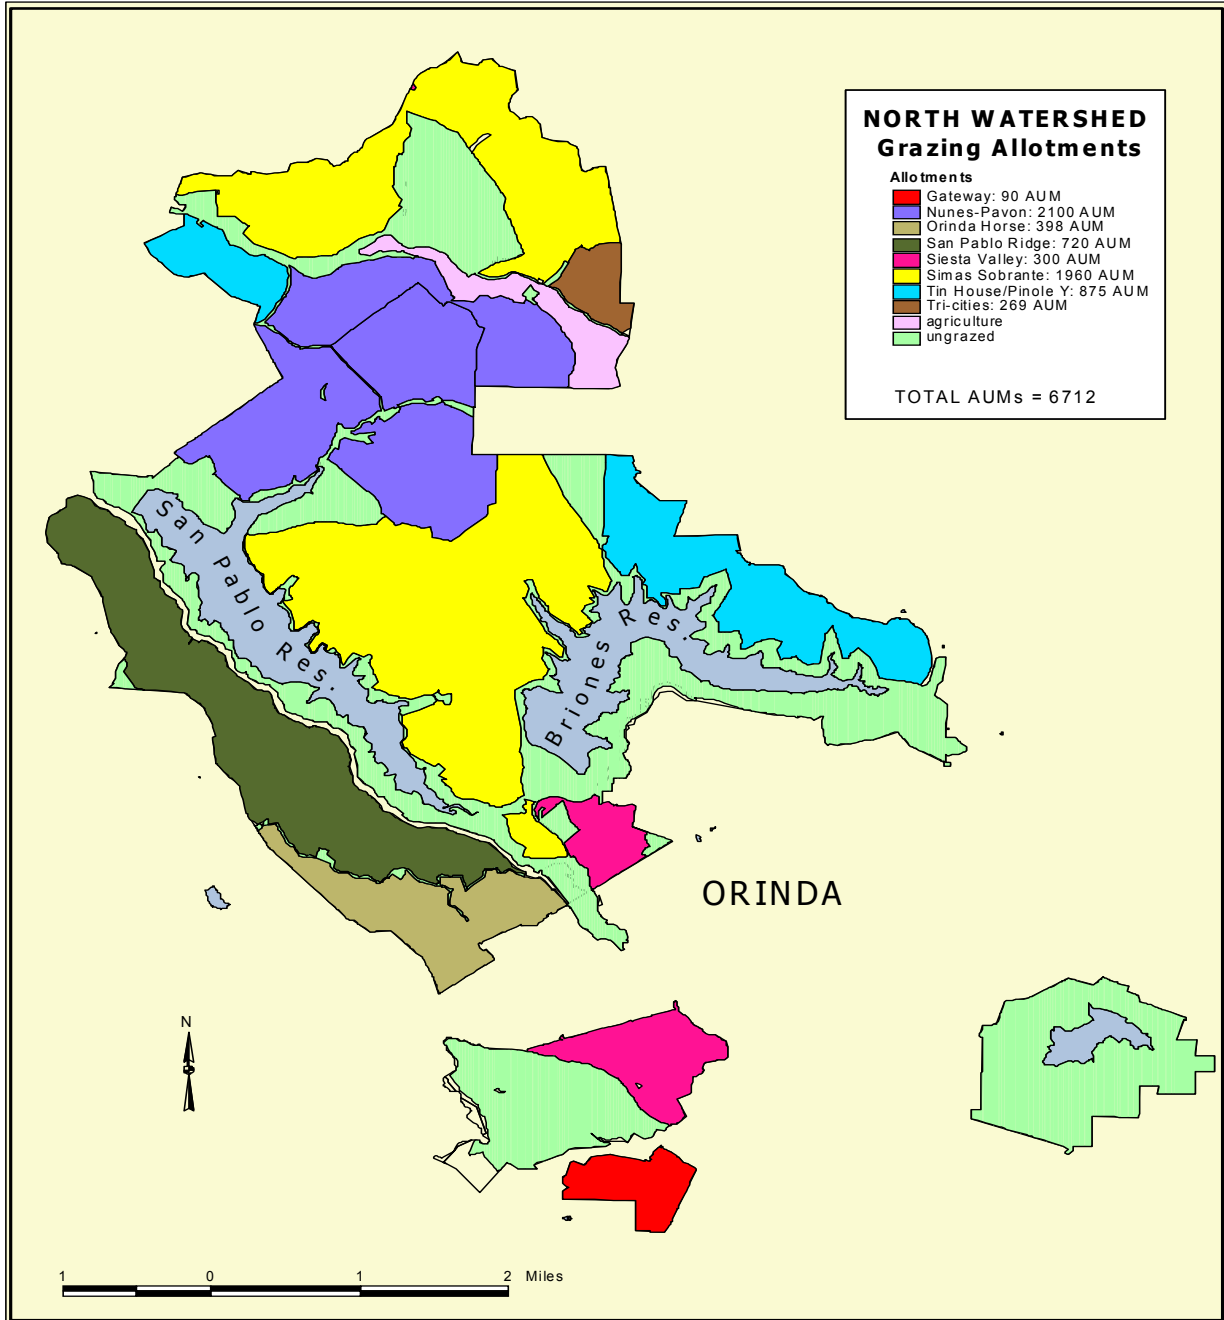 NORTH WATERSHED
Grazing Allotments
Allotments
Gateway: 90 AUM
Nunes-Pavon: 2100 AUM
Orinda Horse: 398 AUM
San Pablo Ridge: 720 AUM
Siesta Valley: 300 AUM
Simas Sobrante: 1960 AUM
Tin House/Pinole Y: 875 AUM
Tri-cities: 269 AUM
agriculture
ungrazed
TOTAL AUMs = 6712
San Pablo Res.
Briones Res.
ORINDA
N
1 0 1 2 Miles